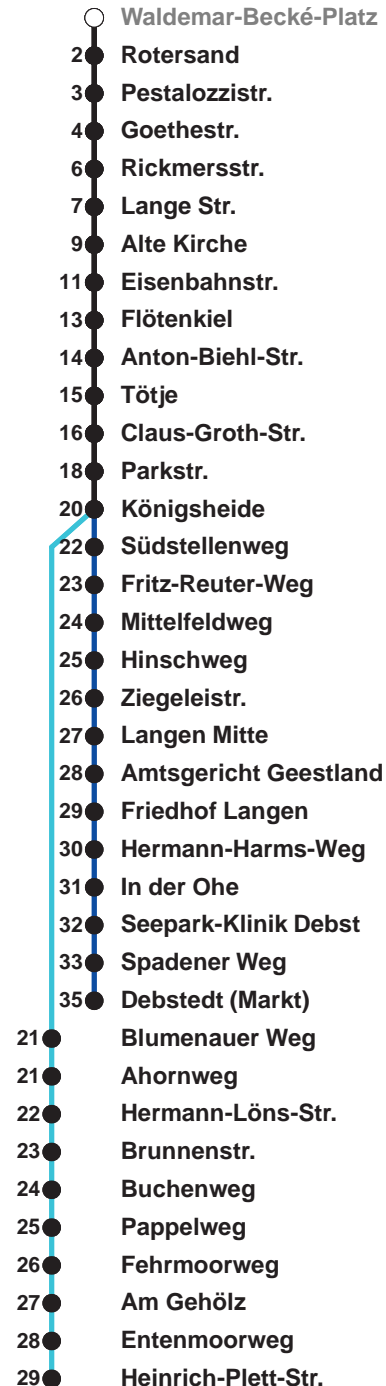 Waldemar-Becké-Platz
2 Rotersand
3 Pestalozzistr.
4 Goethestr.
6 Rickmersstr.
7 Lange Str.
9 Alte Kirche
11 Eisenbahnstr.
13 Flötenkiel
14 Anton-Biehl-Str.
15 Tötje
16 Claus-Groth-Str.
18 Parkstr.
20 Königsheide
22 Südstellenweg
23 Fritz-Reuter-Weg
24 Mittelfeldweg
25 Hinschweg
26 Ziegeleistr.
27 Langen Mitte
28 Amtsgericht Geestland
29 Friedhof Langen
30 Hermann-Harms-Weg
31 In der Ohe
32 Seepark-Klinik Debst
33 Spadener Weg
35 Debstedt (Markt)
21 Blumenauer Weg
21 Ahornweg
22 Hermann-Löns-Str.
23 Brunnenstr.
24 Buchenweg
25 Pappelweg
26 Fehrmoorweg
27 Am Gehölz
28 Entenmoorweg
29 Heinrich-Plett-Str.